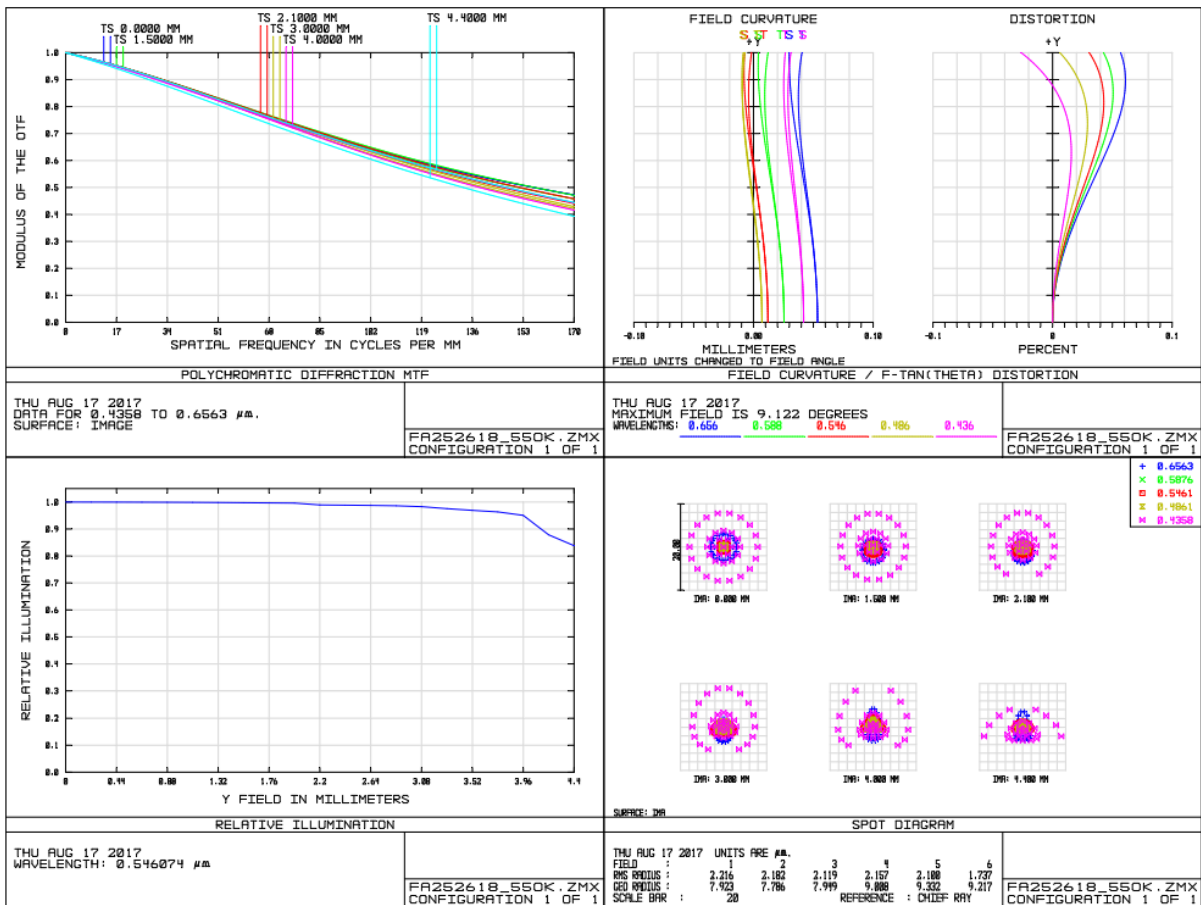 TS 2.1000 MM
TS 4.4000 MM
TS 0.0000 MM
TS 3.0000 MM
TS 1.5000 MM
TS 4.0000 MM
1.0
0.9
0.8
0.7
0.6
0.5
0.4
0.3
0.2
0.1
0.0
MODULUS OF THE OTF
0 17 34 51 68 85 102 119 136 153 170
SPATIAL FREQUENCY IN CYCLES PER MM
POLYCHROMATIC DIFFRACTION MTF
THU AUG 17 2017
DATA FOR 0.4358 TO 0.6563 µm.
SURFACE: IMAGE
FA252618_550K.ZMX
CONFIGURATION 1 OF 1
FIELD CURVATURE
DISTORTION
+Y
+Y
-0.10 0.00 0.10
MILLIMETERS
-0.1 0 0.1
PERCENT
FIELD UNITS CHANGED TO FIELD ANGLE
FIELD CURVATURE / F-TAN(THETA) DISTORTION
THU AUG 17 2017
MAXIMUM FIELD IS 9.122 DEGREES
WAVELENGTHS: 0.656 0.588 0.546 0.486 0.436
FA252618_550K.ZMX
CONFIGURATION 1 OF 1
1.0
0.9
0.8
0.7
0.6
0.5
0.4
0.3
0.2
0.1
0.0
RELATIVE ILLUMINATION
0 0.44 0.88 1.32 1.76 2.2 2.64 3.08 3.52 3.96 4.4
Y FIELD IN MILLIMETERS
RELATIVE ILLUMINATION
THU AUG 17 2017
WAVELENGTH: 0.546074 µm
FA252618_550K.ZMX
CONFIGURATION 1 OF 1
+ 0.6563
× 0.5876
0.5461
0.4861
0.4358
20.00
IMA: 0.000 MM
IMA: 1.500 MM
IMA: 2.100 MM
IMA: 3.000 MM
IMA: 4.000 MM
IMA: 4.400 MM
SURFACE: IMA
SPOT DIAGRAM
THU AUG 17 2017 UNITS ARE µm.
FIELD : 1 2 3 4 5 6
RMS RADIUS : 2.216 2.182 2.119 2.157 2.100 1.737
GEO RADIUS : 7.923 7.786 7.949 9.008 9.332 9.217
SCALE BAR : 20 REFERENCE : CHIEF RAY
FA252618_550K.ZMX
CONFIGURATION 1 OF 1